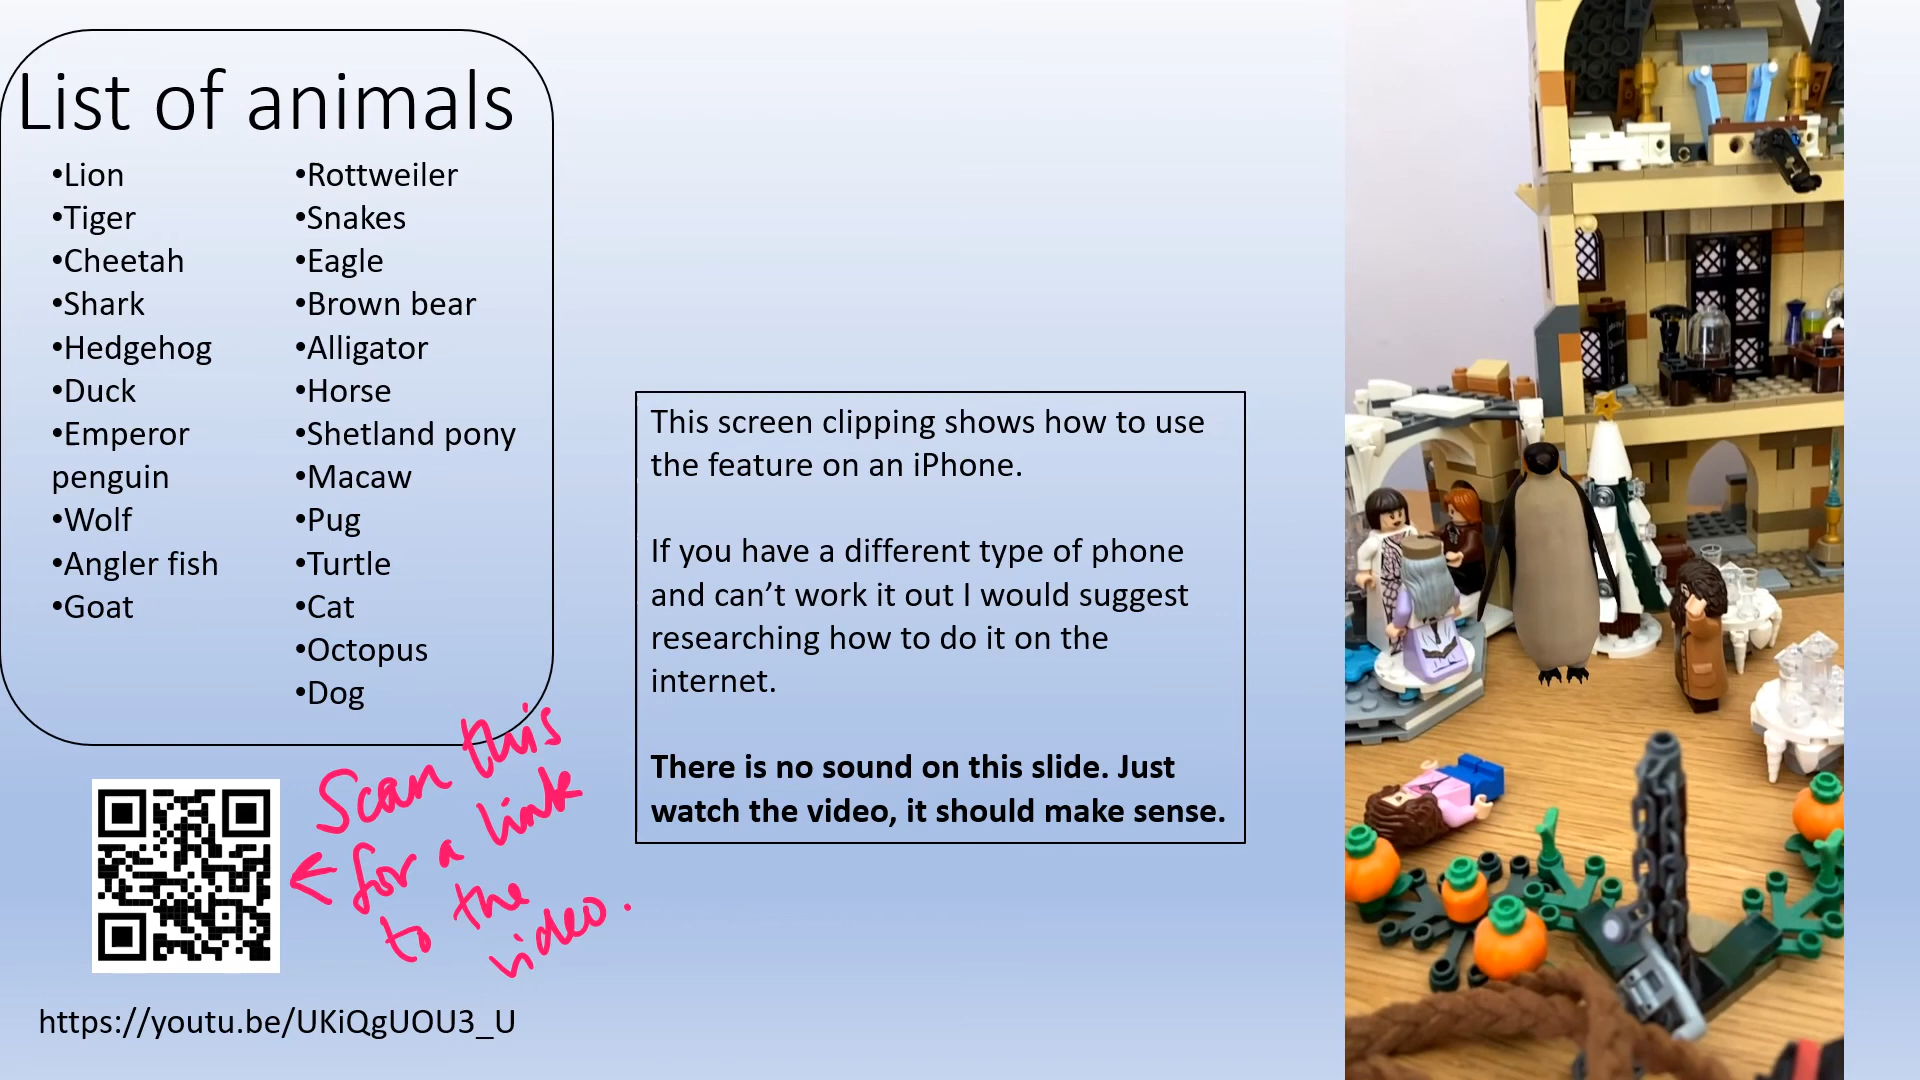 List of animals
•Lion
•Tiger
•Cheetah
•Shark
•Hedgehog
•Duck
•Emperor
penguin
•Wolf
•Angler fish
•Goat
•Rottweiler
•Snakes
•Eagle
•Brown bear
•Alligator
•Horse
•Shetland pony
•Macaw
•Pug
•Turtle
•Cat
•Octopus
•Dog
Scan this
for a link
to the
video.
https://youtu.be/UKiQgUOU3_U
This screen clipping shows how to use
the feature on an iPhone.
If you have a different type of phone
and can’t work it out I would suggest
researching how to do it on the
internet.
There is no sound on this slide. Just
watch the video, it should make sense.